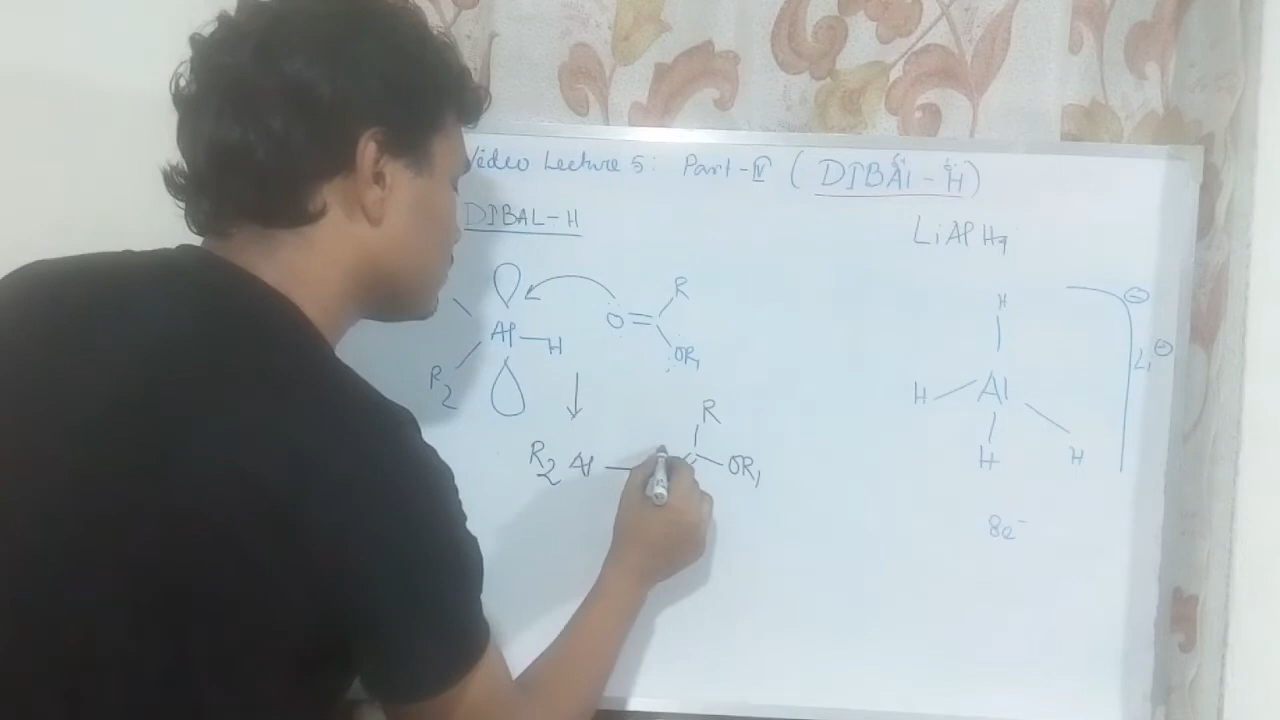 Video Lecture 5: Part-IV (DIBAl-H)
DIBAL-H
LiAlH4
Al
H
R2
O
R
OR1
R2 Al
R
OR1
H
H
Al
H
H
Li
8e-